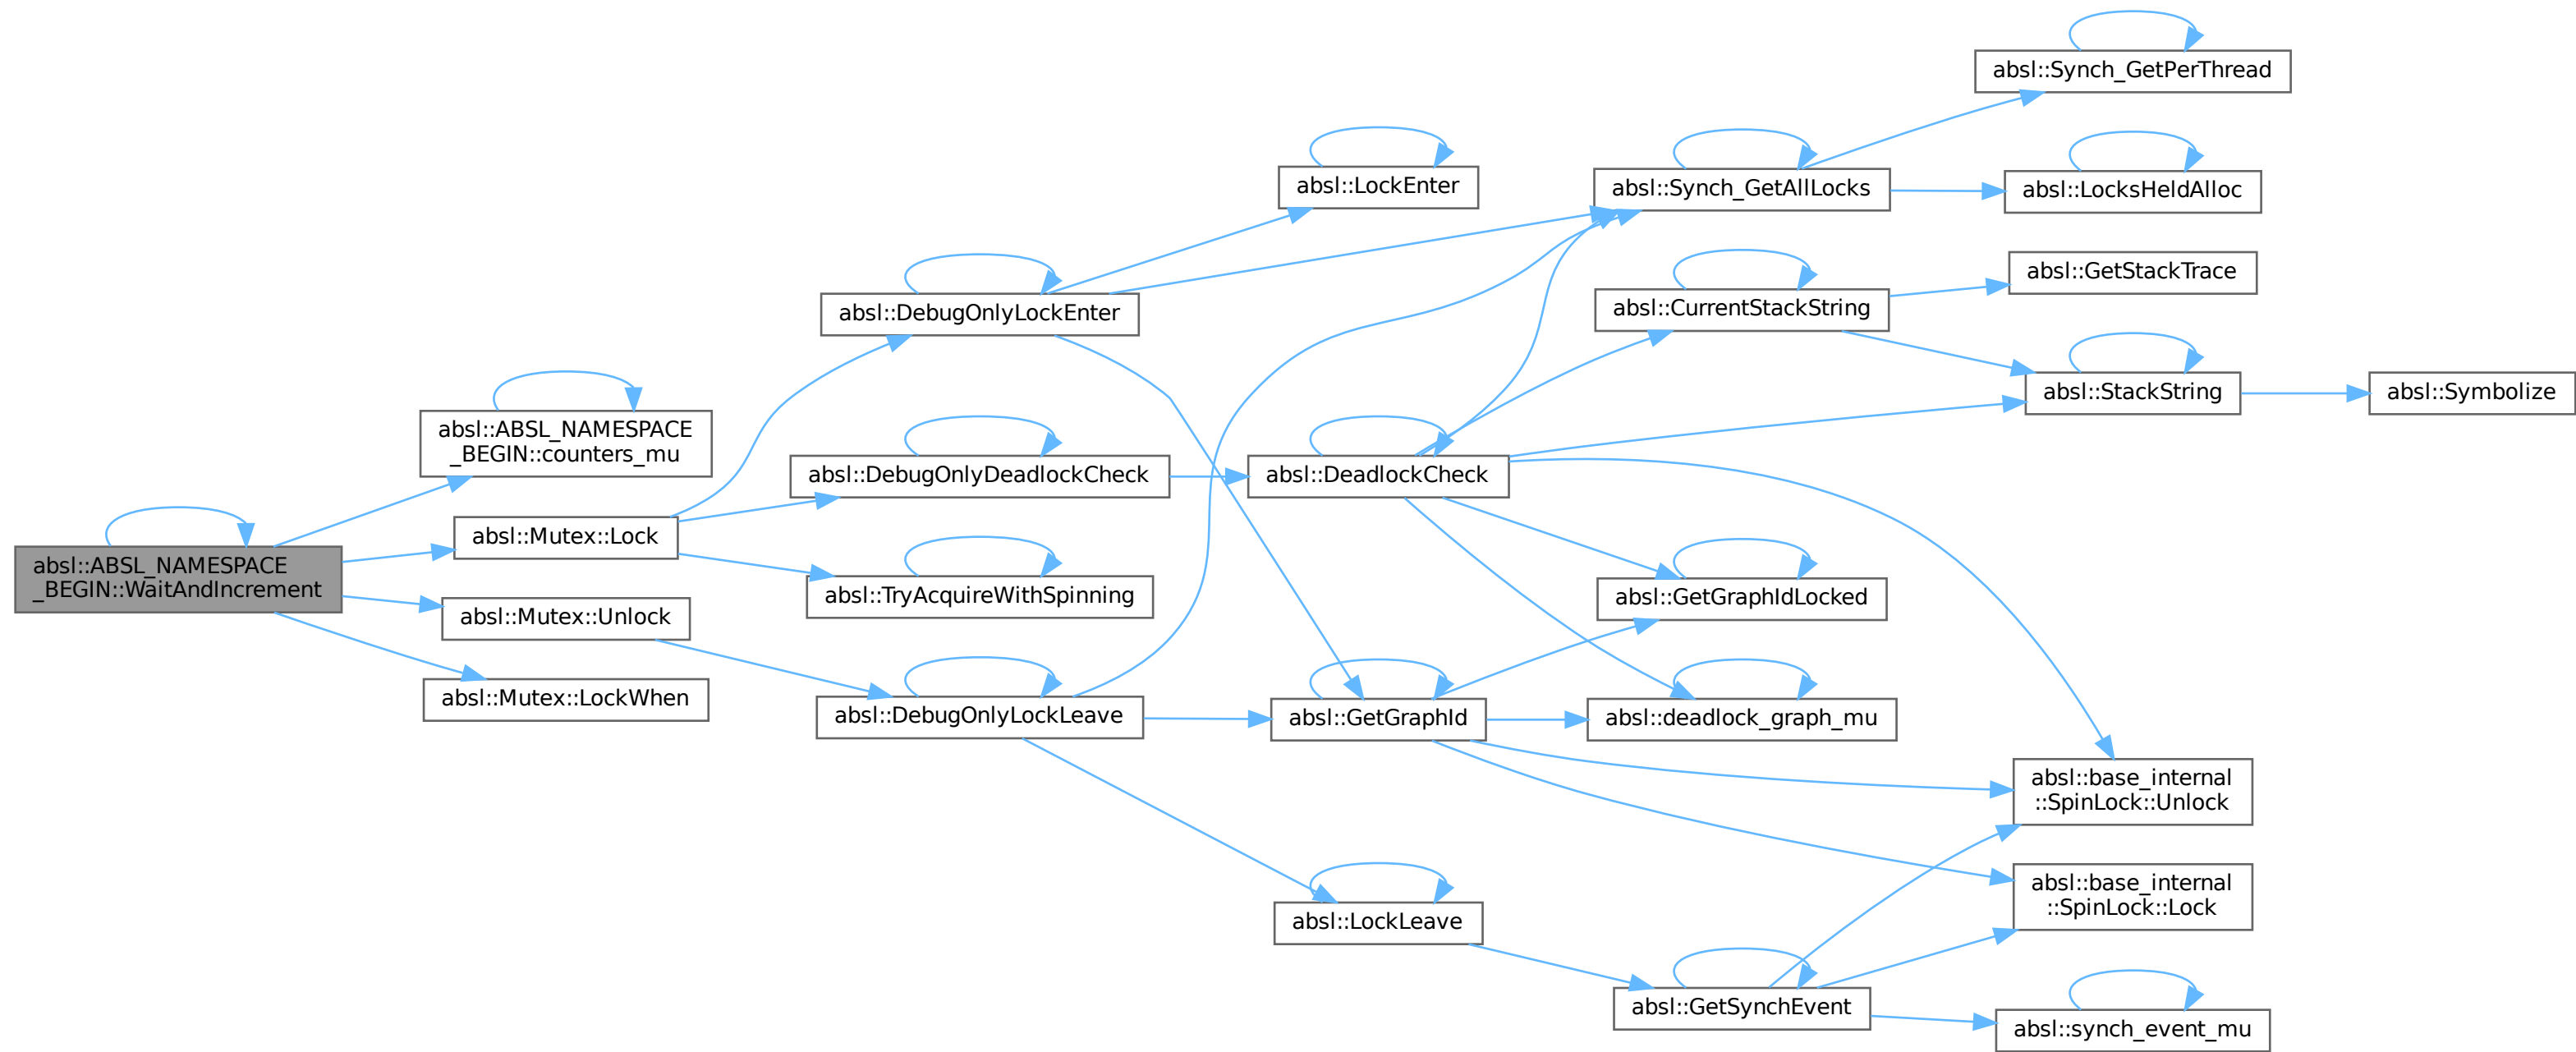 absl::Synch_GetPerThread
absl::LockEnter
absl::Synch_GetAllLocks
absl::LocksHeldAlloc
absl::GetStackTrace
absl::DebugOnlyLockEnter
absl::CurrentStackString
absl::StackString
absl::Symbolize
absl::ABSL_NAMESPACE
_BEGIN::counters_mu
absl::DebugOnlyDeadlockCheck
absl::DeadlockCheck
absl::Mutex::Lock
absl::ABSL_NAMESPACE
_BEGIN::WaitAndIncrement
absl::TryAcquireWithSpinning
absl::GetGraphIdLocked
absl::Mutex::Unlock
absl::Mutex::LockWhen
absl::DebugOnlyLockLeave
absl::GetGraphId
absl::deadlock_graph_mu
absl::base_internal
::SpinLock::Unlock
absl::base_internal
::SpinLock::Lock
absl::LockLeave
absl::GetSynchEvent
absl::synch_event_mu